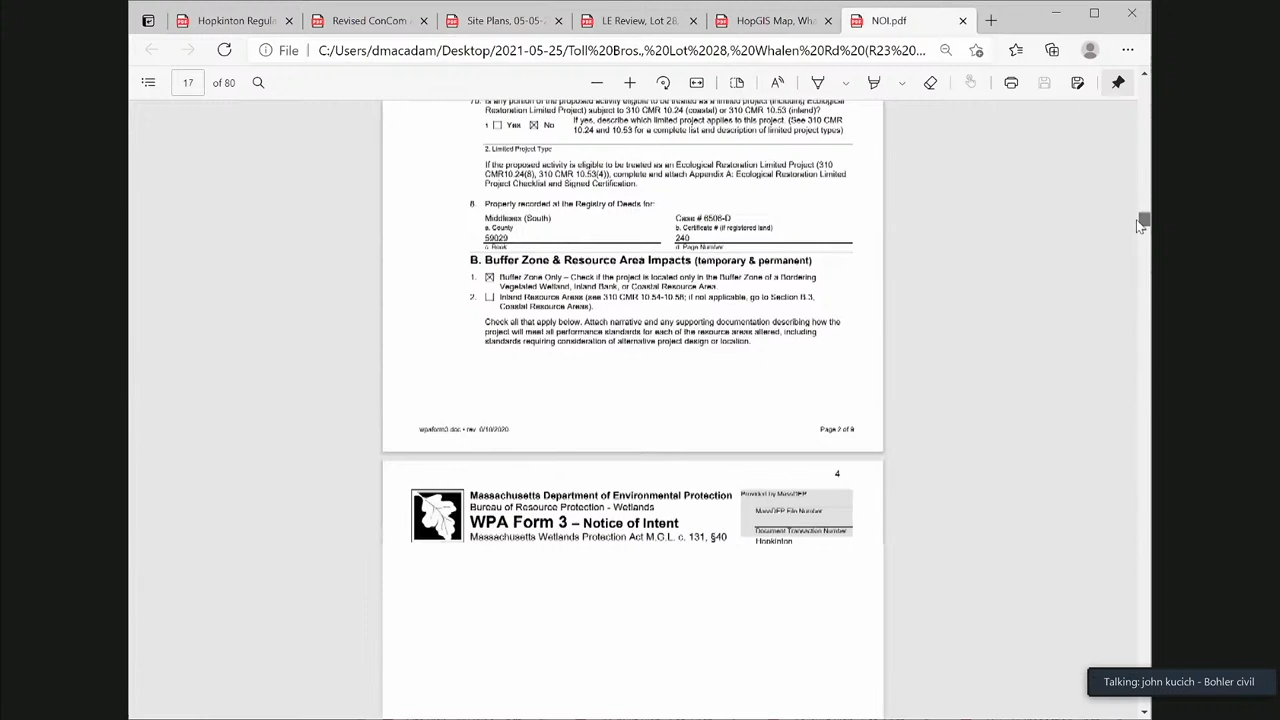 Hopkinton Regula
Revised ConCom
Site Plans, 05-05-
LE Review, Lot 28,
HopGIS Map, Wha
NOI.pdf
File
C:/Users/dmacadam/Desktop/2021-05-25/Toll%20Bros.,%20Lot%2028,%20Whalen%20Rd%20(R23%20...
17 of 80
Is any portion of the proposed activity eligible to be treated as a limited project (including Ecological
Restoration Limited Project) subject to 310 CMR 10.24 (coastal) or 310 CMR 10.53 (inland)?
1 Yes No
If yes, describe which limited project applies to this project. (See 310 CMR
10.24 and 10.53 for a complete list and description of limited project types)
2. Limited Project Type
If the proposed activity is eligible to be treated as an Ecological Restoration Limited Project (310
CMR10.24(8), 310 CMR 10.53(4)), complete and attach Appendix A: Ecological Restoration Limited
Project Checklist and Signed Certification.
8. Property recorded at the Registry of Deeds for:
Middlesex (South) Case # 6506-D
a. County b. Certificate # (if registered land)
59029 240
c. Book d. Page Number
B. Buffer Zone & Resource Area Impacts (temporary & permanent)
1. Buffer Zone Only – Check if the project is located only in the Buffer Zone of a Bordering
Vegetated Wetland, Inland Bank, or Coastal Resource Area.
2. Inland Resource Areas (see 310 CMR 10.54-10.58; if not applicable, go to Section B.3,
Coastal Resource Areas).
Check all that apply below. Attach narrative and any supporting documentation describing how the
project will meet all performance standards for each of the resource areas altered, including
standards requiring consideration of alternative project design or location.
wpaform3.doc • rev. 6/18/2020 Page 2 of 9
4
Massachusetts Department of Environmental Protection
Bureau of Resource Protection - Wetlands
WPA Form 3 – Notice of Intent
Massachusetts Wetlands Protection Act M.G.L. c. 131, §40
Provided by MassDEP
MassDEP File Number
Document Transaction Number
Hopkinton
Talking: john kucich - Bohler civil